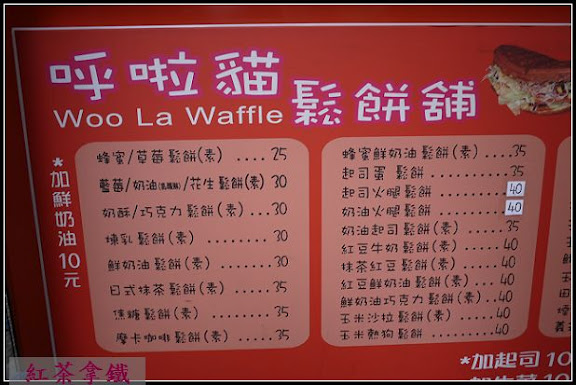 呼啦貓
Woo La Waffle 鬆餅舖
*加鮮奶油10元
蜂蜜/草莓鬆餅(素) .... 25
藍莓/奶油/花生鬆餅(素) 30
奶酥/巧克力鬆餅(素) ...30
煉乳鬆餅(素) ........30
鮮奶油鬆餅(素) .......30
日式抹茶鬆餅(素) .....35
焦糖鬆餅(素) ........35
摩卡咖啡鬆餅(素) .....35
蜂蜜鮮奶油鬆餅(素) ....35
起司蛋 鬆餅 ..........35
起司火腿鬆餅 .........40
奶油火腿鬆餅 .........40
奶油起司鬆餅(素) .....35
紅豆牛奶鬆餅(素) .....40
抹茶紅豆鬆餅(素) .....40
紅豆鮮奶油鬆餅(素) ....40
鮮奶油巧克力鬆餅(素) ..40
玉米沙拉鬆餅(素) .....40
玉米熱狗鬆餅 .........40
*加起司 10
紅茶拿鐵